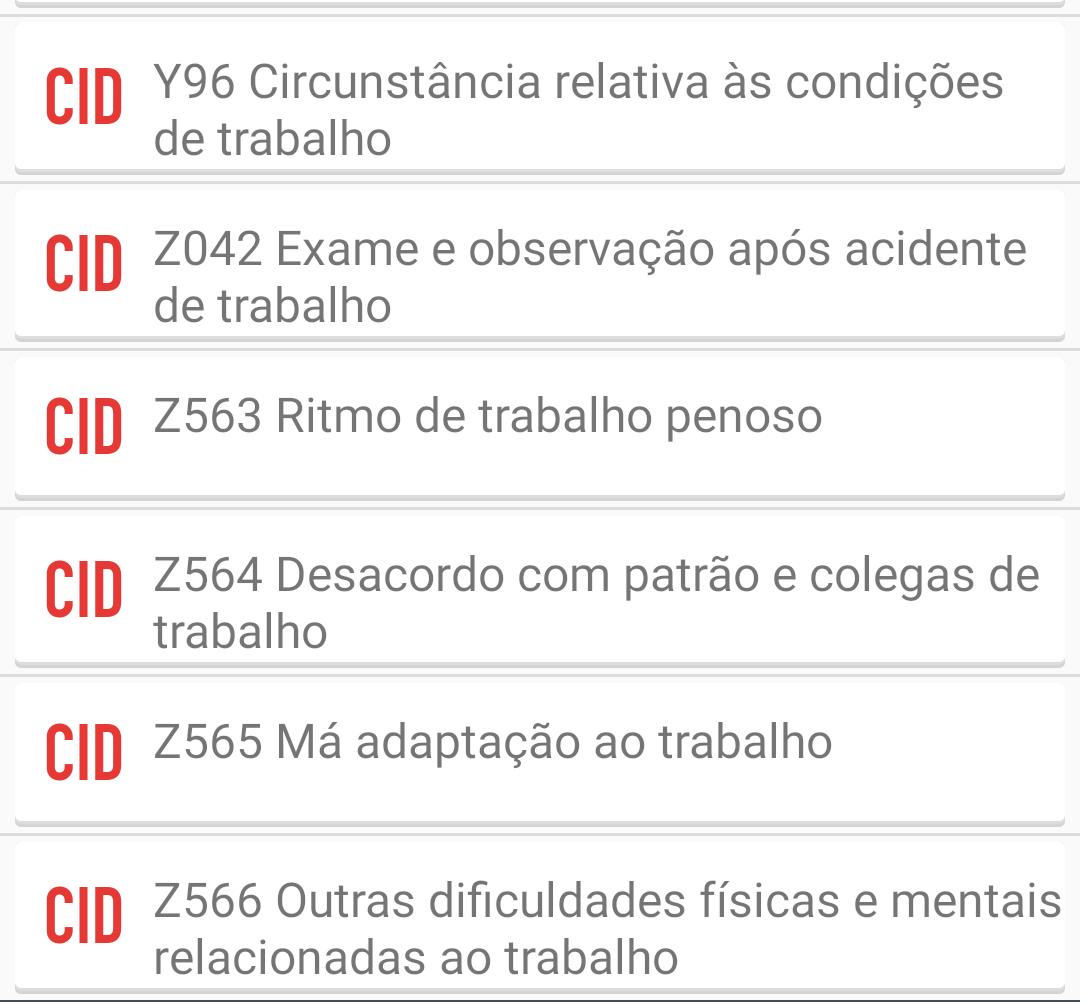 CID
Y96 Circunstância relativa às condições
de trabalho
CID
Z042 Exame e observação após acidente
de trabalho
CID
Z563 Ritmo de trabalho penoso
CID
Z564 Desacordo com patrão e colegas de
trabalho
CID
Z565 Má adaptação ao trabalho
CID
Z566 Outras dificuldades físicas e mentais
relacionadas ao trabalho